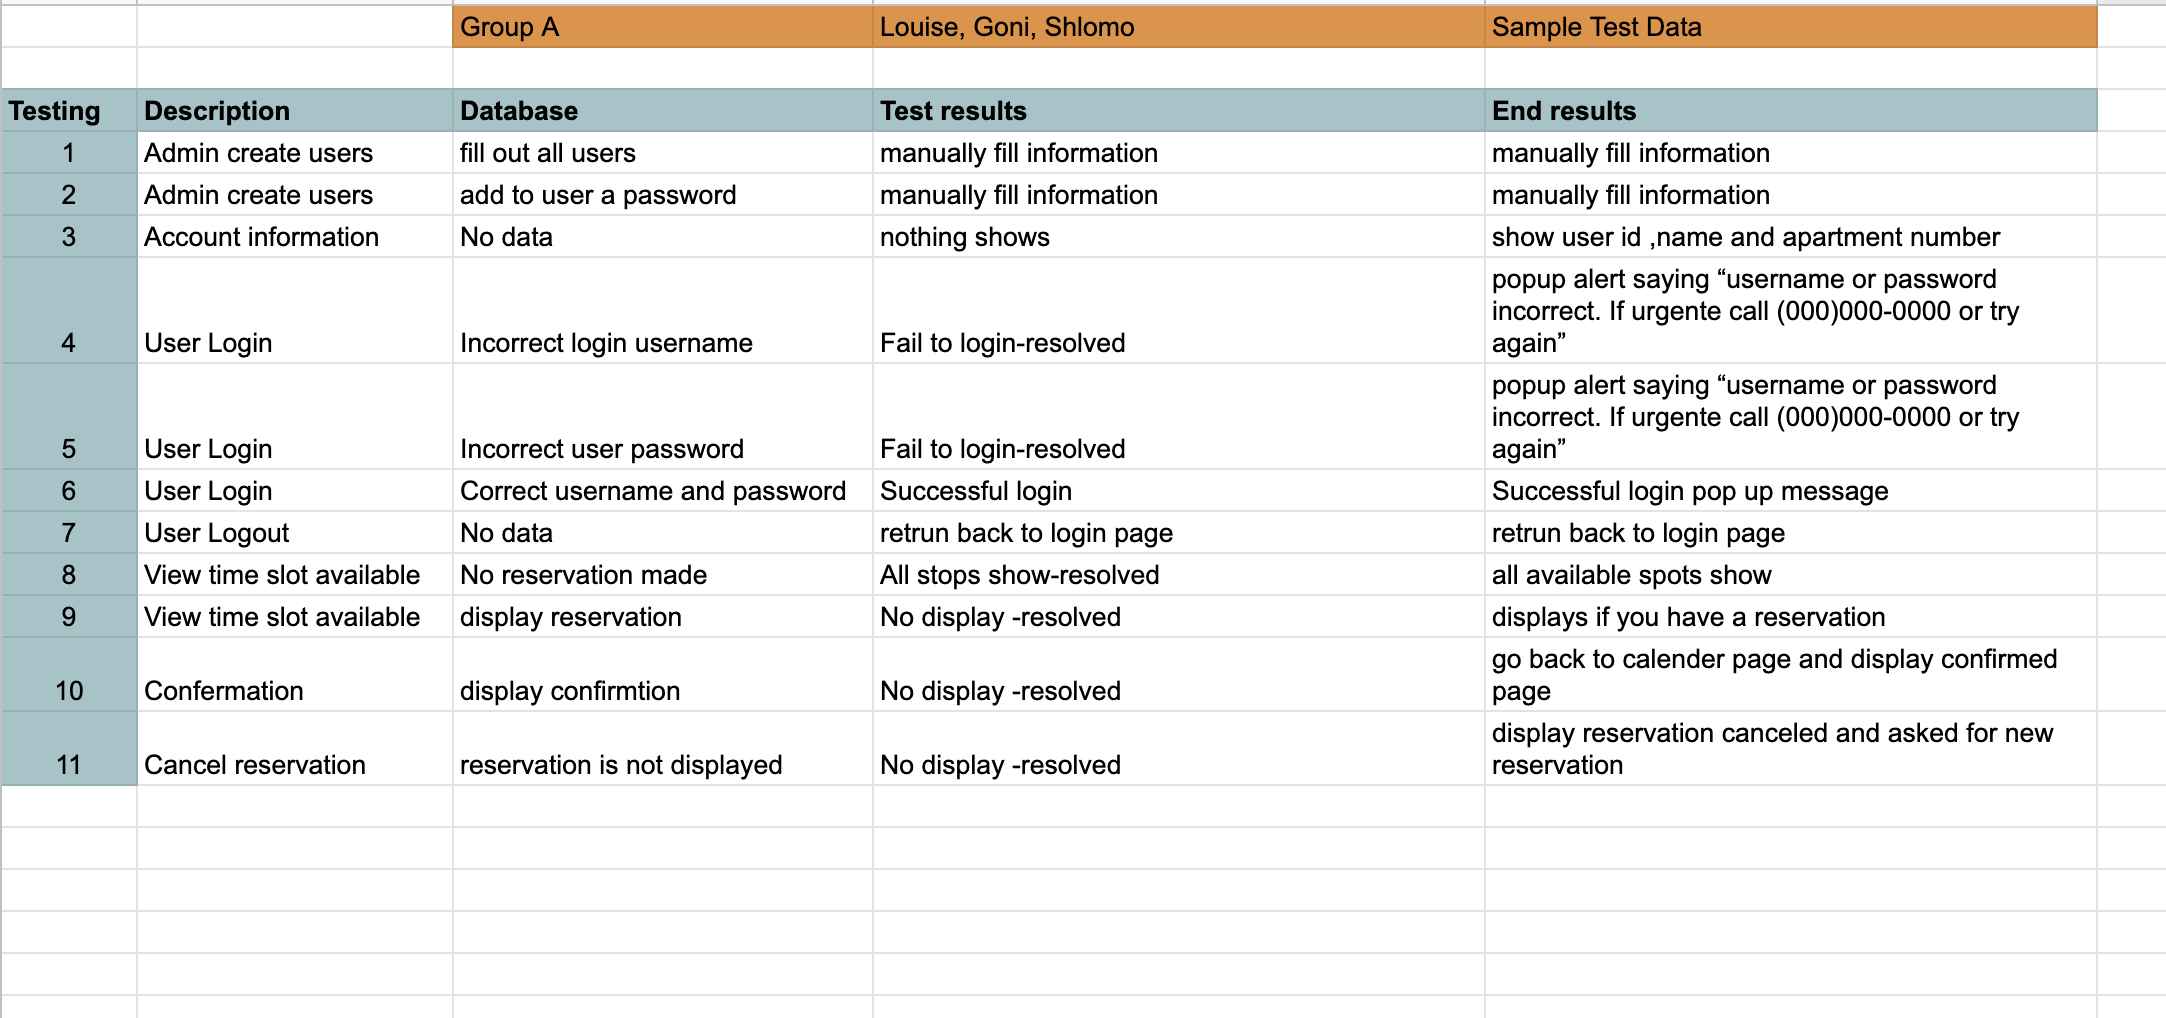 Group A Louise, Goni, Shlomo Sample Test Data
Testing Description Database Test results End results
1 Admin create users fill out all users manually fill information manually fill information
2 Admin create users add to user a password manually fill information manually fill information
3 Account information No data nothing shows show user id ,name and apartment number
popup alert saying “username or password
incorrect. If urgente call (000)000-0000 or try
4 User Login Incorrect login username Fail to login-resolved again”
popup alert saying “username or password
incorrect. If urgente call (000)000-0000 or try
5 User Login Incorrect user password Fail to login-resolved again”
6 User Login Correct username and password Successful login Successful login pop up message
7 User Logout No data retrun back to login page retrun back to login page
8 View time slot available No reservation made All stops show-resolved all available spots show
9 View time slot available display reservation No display -resolved displays if you have a reservation
go back to calender page and display confirmed
10 Confermation display confirmtion No display -resolved page
display reservation canceled and asked for new
11 Cancel reservation reservation is not displayed No display -resolved reservation